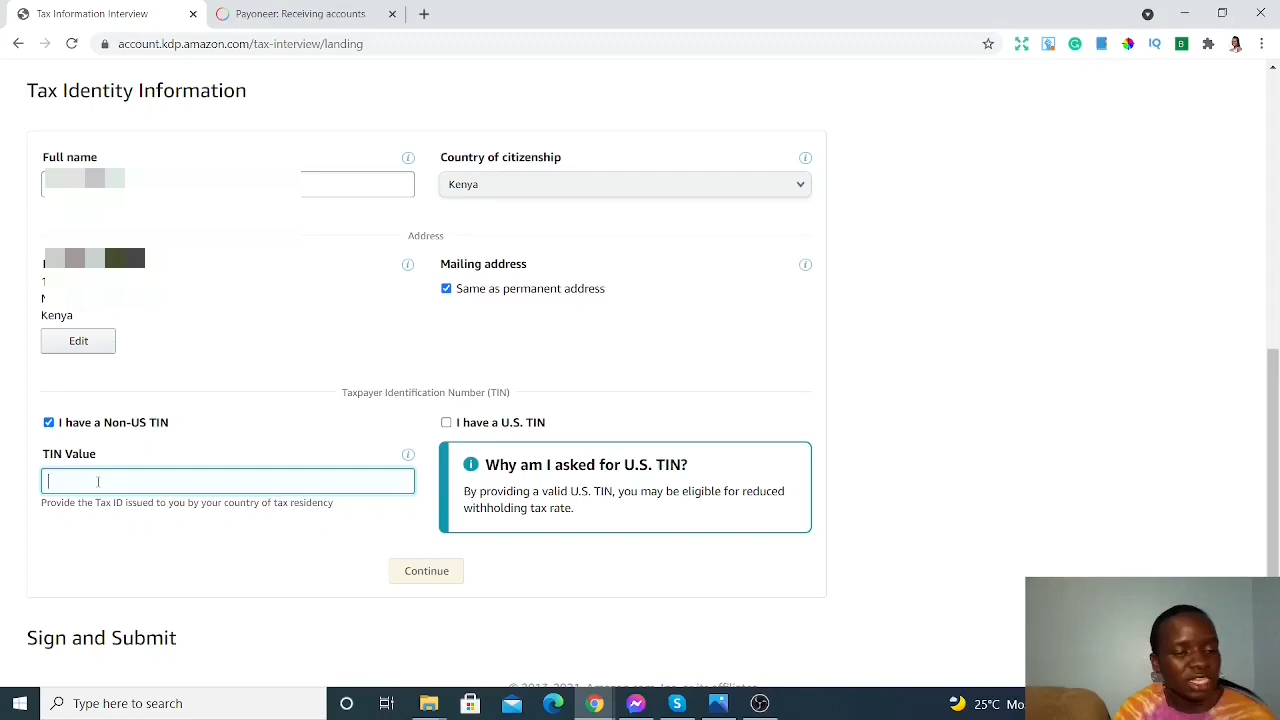 Tax Information Interview
Payoneer: Receiving accounts
account.kdp.amazon.com/tax-interview/landing
Tax Identity Information
Full name
Country of citizenship
Kenya
Address
Mailing address
Same as permanent address
Kenya
Edit
Taxpayer Identification Number (TIN)
I have a Non-US TIN
I have a U.S. TIN
TIN Value
Provide the Tax ID issued to you by your country of tax residency
Why am I asked for U.S. TIN?
By providing a valid U.S. TIN, you may be eligible for reduced
withholding tax rate.
Continue
Sign and Submit
Type here to search
25°C